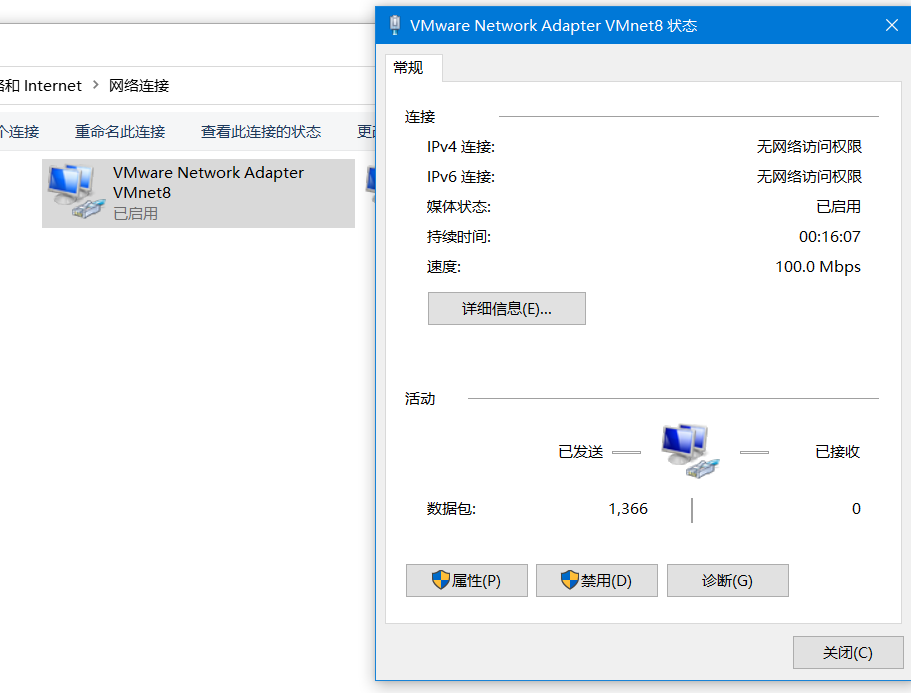 VMware Network Adapter VMnet8 状态
常规
和 Internet > 网络连接
个连接 重命名此连接 查看此连接的状态
VMware Network Adapter
VMnet8
已启用
连接
IPv4 连接: 无网络访问权限
IPv6 连接: 无网络访问权限
媒体状态: 已启用
持续时间: 00:16:07
速度: 100.0 Mbps
详细信息(E)...
活动
已发送 已接收
数据包: 1,366 0
属性(P) 禁用(D) 诊断(G)
关闭(C)